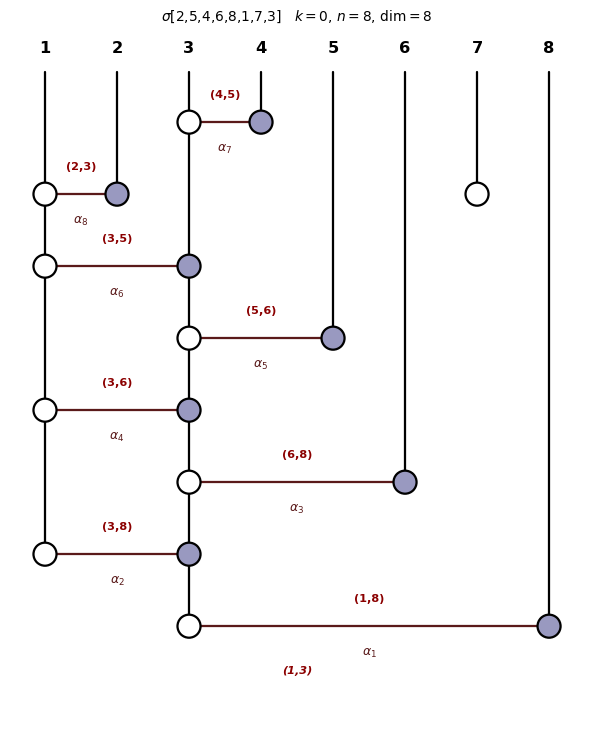 σ[2,5,4,6,8,1,7,3]   k = 0, n = 8, dim = 8
1 2 3 4 5 6 7 8
(4,5)
α₇
(2,3)
α₈
(3,5)
α₆
(5,6)
α₅
(3,6)
α₄
(6,8)
α₃
(3,8)
α₂
(1,8)
α₁
(1,3)